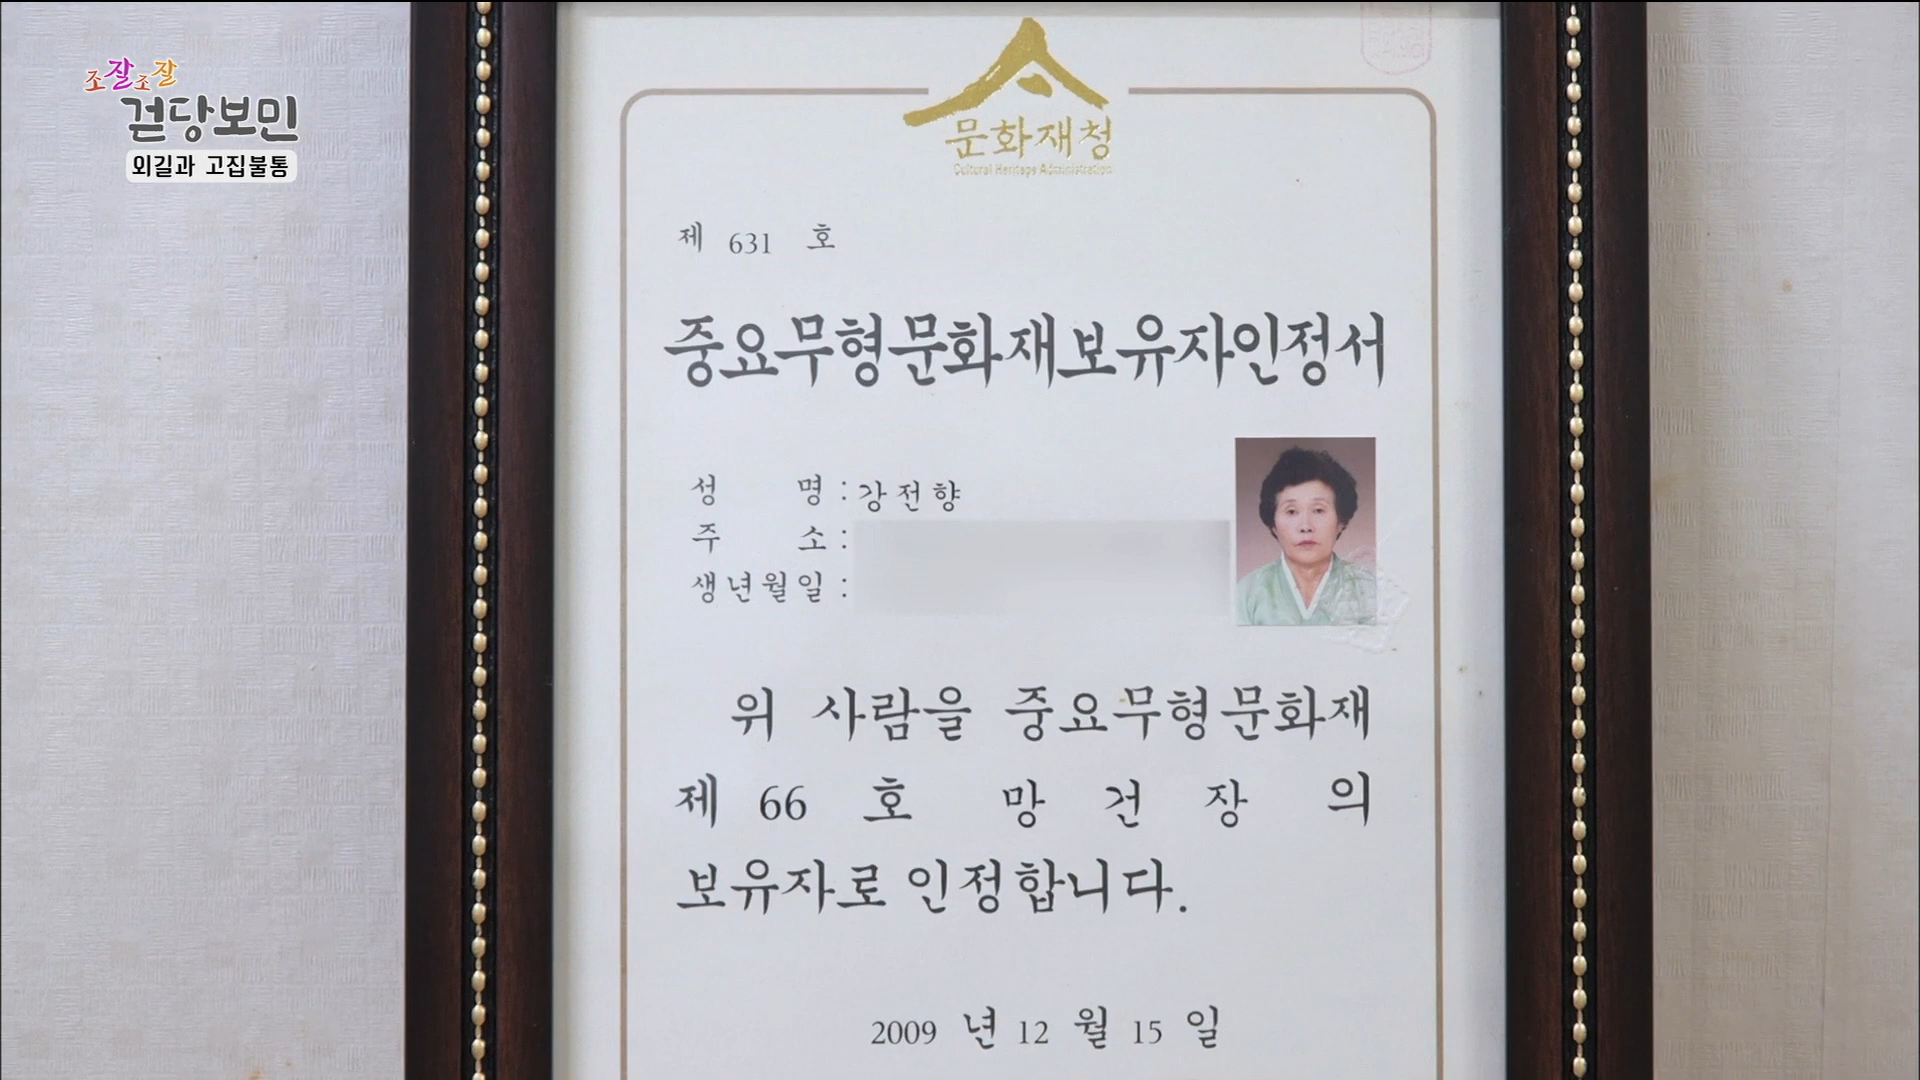 조잘조잘
걷당보민
외길과 고집불통
문화재청
Cultural Heritage Administration
제 631 호
중요무형문화재보유자인정서
성 명 : 강전향
주 소 :
생년월일 :
위 사람을 중요무형문화재
제 66 호 망 건 장 의
보유자로 인정합니다.
2009 년 12 월 15 일